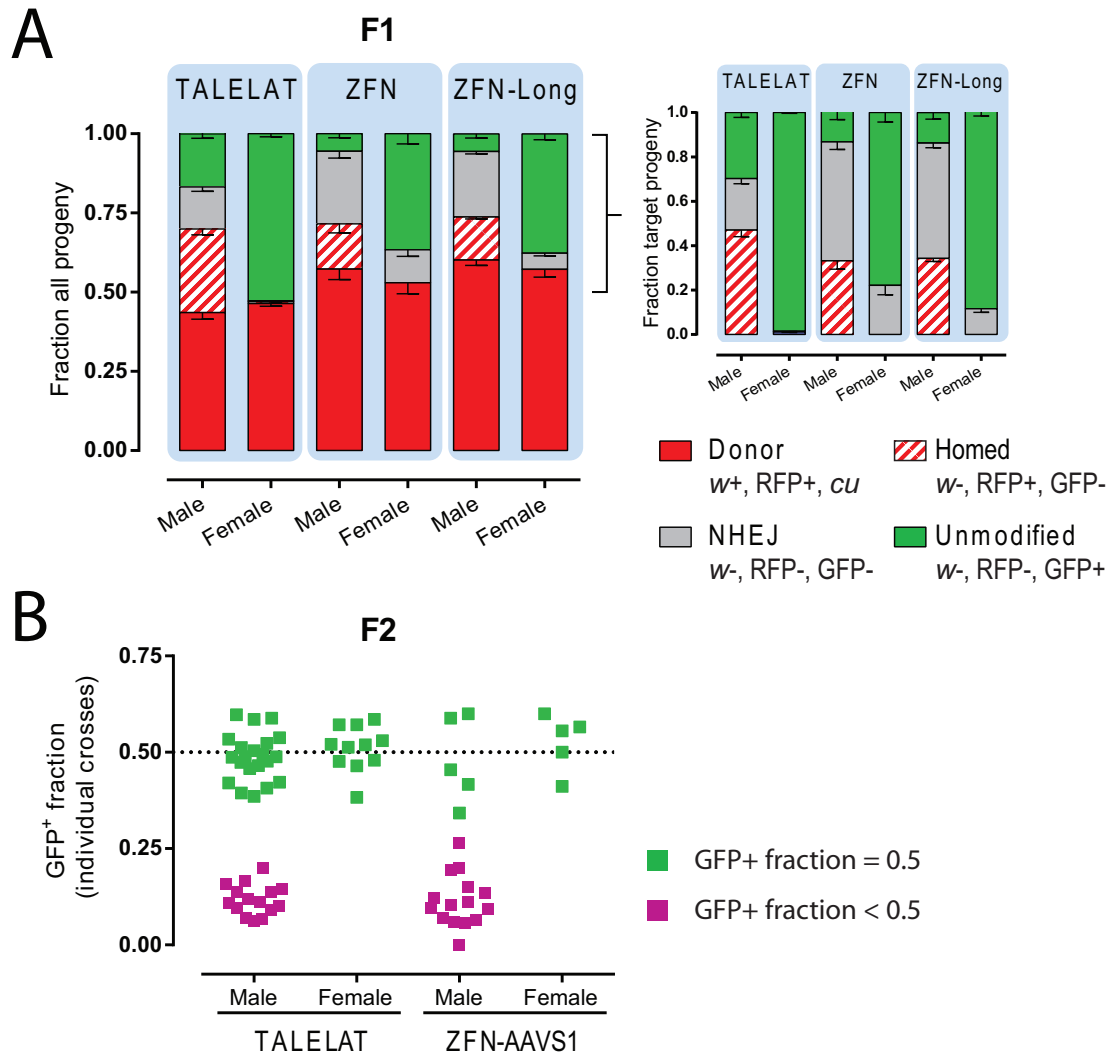 A
F1
TALELAT ZFN ZFN-Long
Fraction all progeny
1.00
0.75
0.50
0.25
0.00
Male Female Male Female Male Female
TALELAT ZFN ZFN-Long
Fraction target progeny
1.0
0.8
0.6
0.4
0.2
0.0
Male Female Male Female Male Female
Donor
w+, RFP+, cu
Homed
w-, RFP+, GFP-
NHEJ
w-, RFP-, GFP-
Unmodified
w-, RFP-, GFP+
B
F2
GFP+ fraction
(individual crosses)
0.75
0.50
0.25
0.00
Male Female Male Female
TALELAT ZFN-AAVS1
GFP+ fraction = 0.5
GFP+ fraction < 0.5